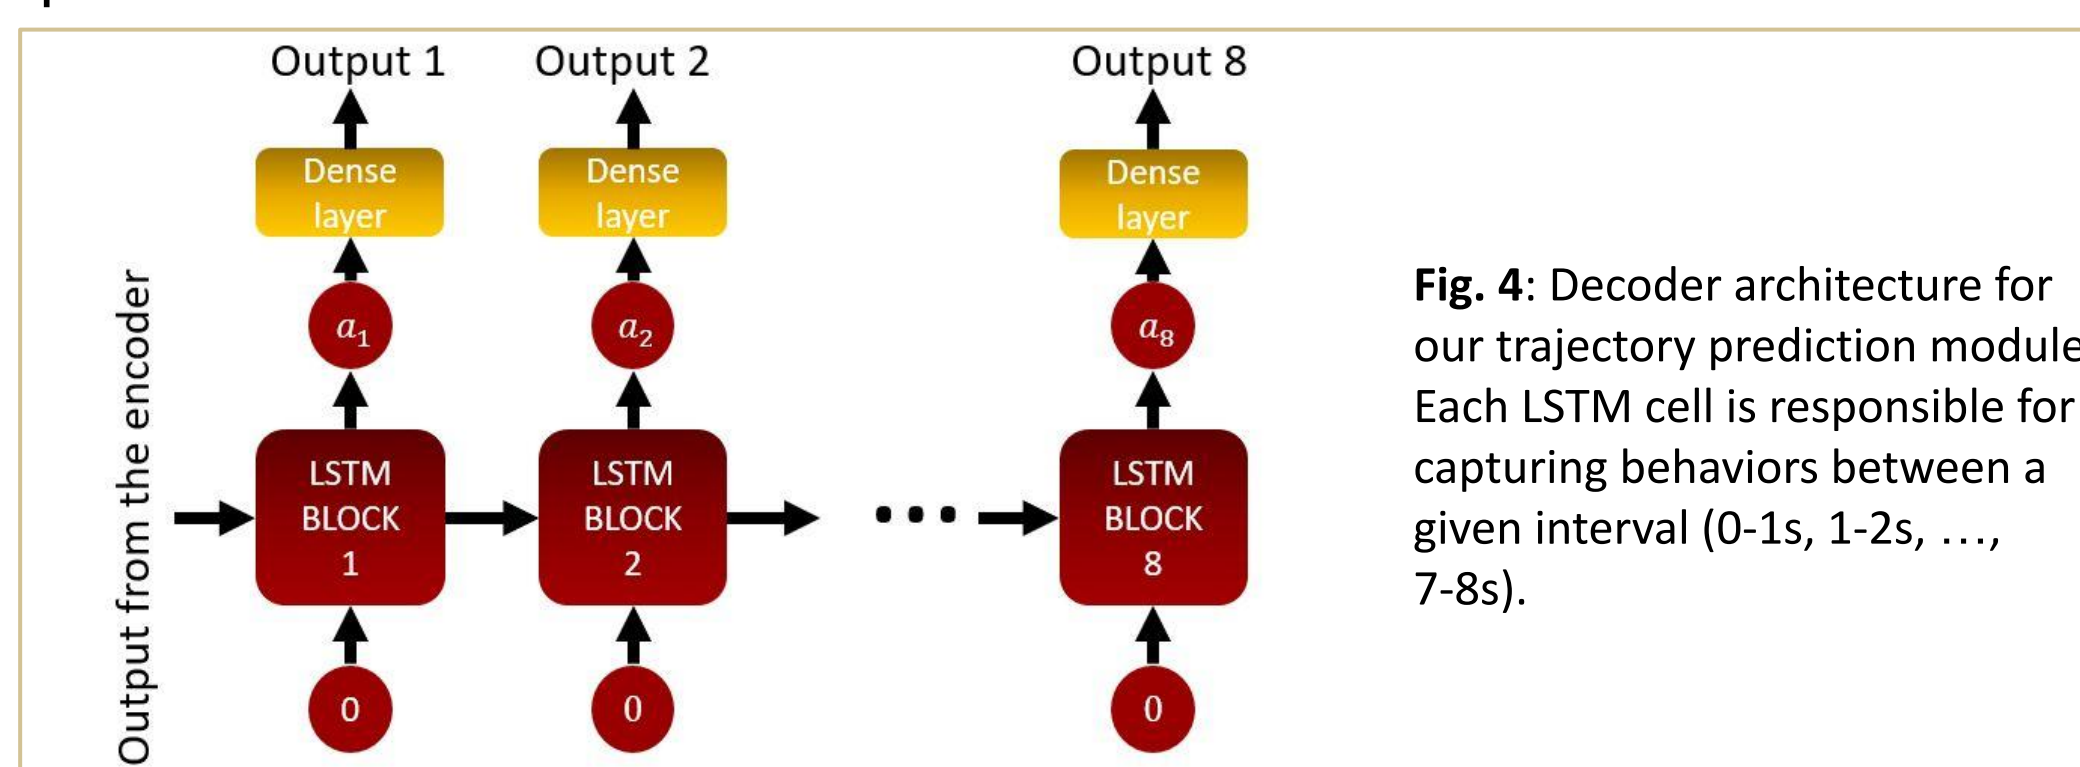 Output 1 Output 2 Output 8
Dense layer
Dense layer
Dense layer
a₁ a₂ a₈
Output from the encoder
LSTM BLOCK 1
LSTM BLOCK 2
...
LSTM BLOCK 8
0 0 0
Fig. 4: Decoder architecture for
our trajectory prediction module
Each LSTM cell is responsible for
capturing behaviors between a
given interval (0-1s, 1-2s, …,
7-8s).